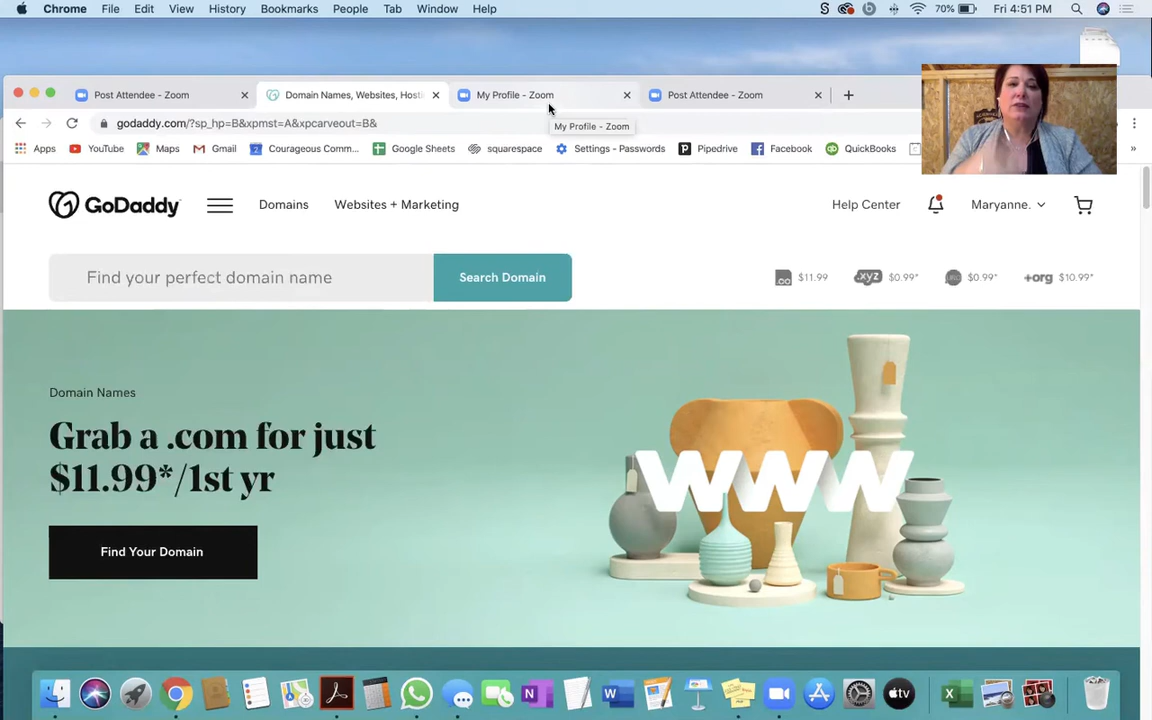 Chrome File Edit View History Bookmarks People Tab Window Help 70% Fri 4:51 PM
Post Attendee - Zoom Domain Names, Websites, Hosti My Profile - Zoom Post Attendee - Zoom
godaddy.com/?sp_hp=B&xpmst=A&xpcarveout=B&
My Profile - Zoom
Apps YouTube Maps Gmail Courageous Comm... Google Sheets squarespace Settings - Passwords Pipedrive Facebook QuickBooks
GoDaddy Domains Websites + Marketing Help Center Maryanne.
Find your perfect domain name Search Domain .co $11.99 .xyz $0.99* $0.99* +org $10.99*
Domain Names
Grab a .com for just
$11.99*/1st yr
www
Find Your Domain
tv